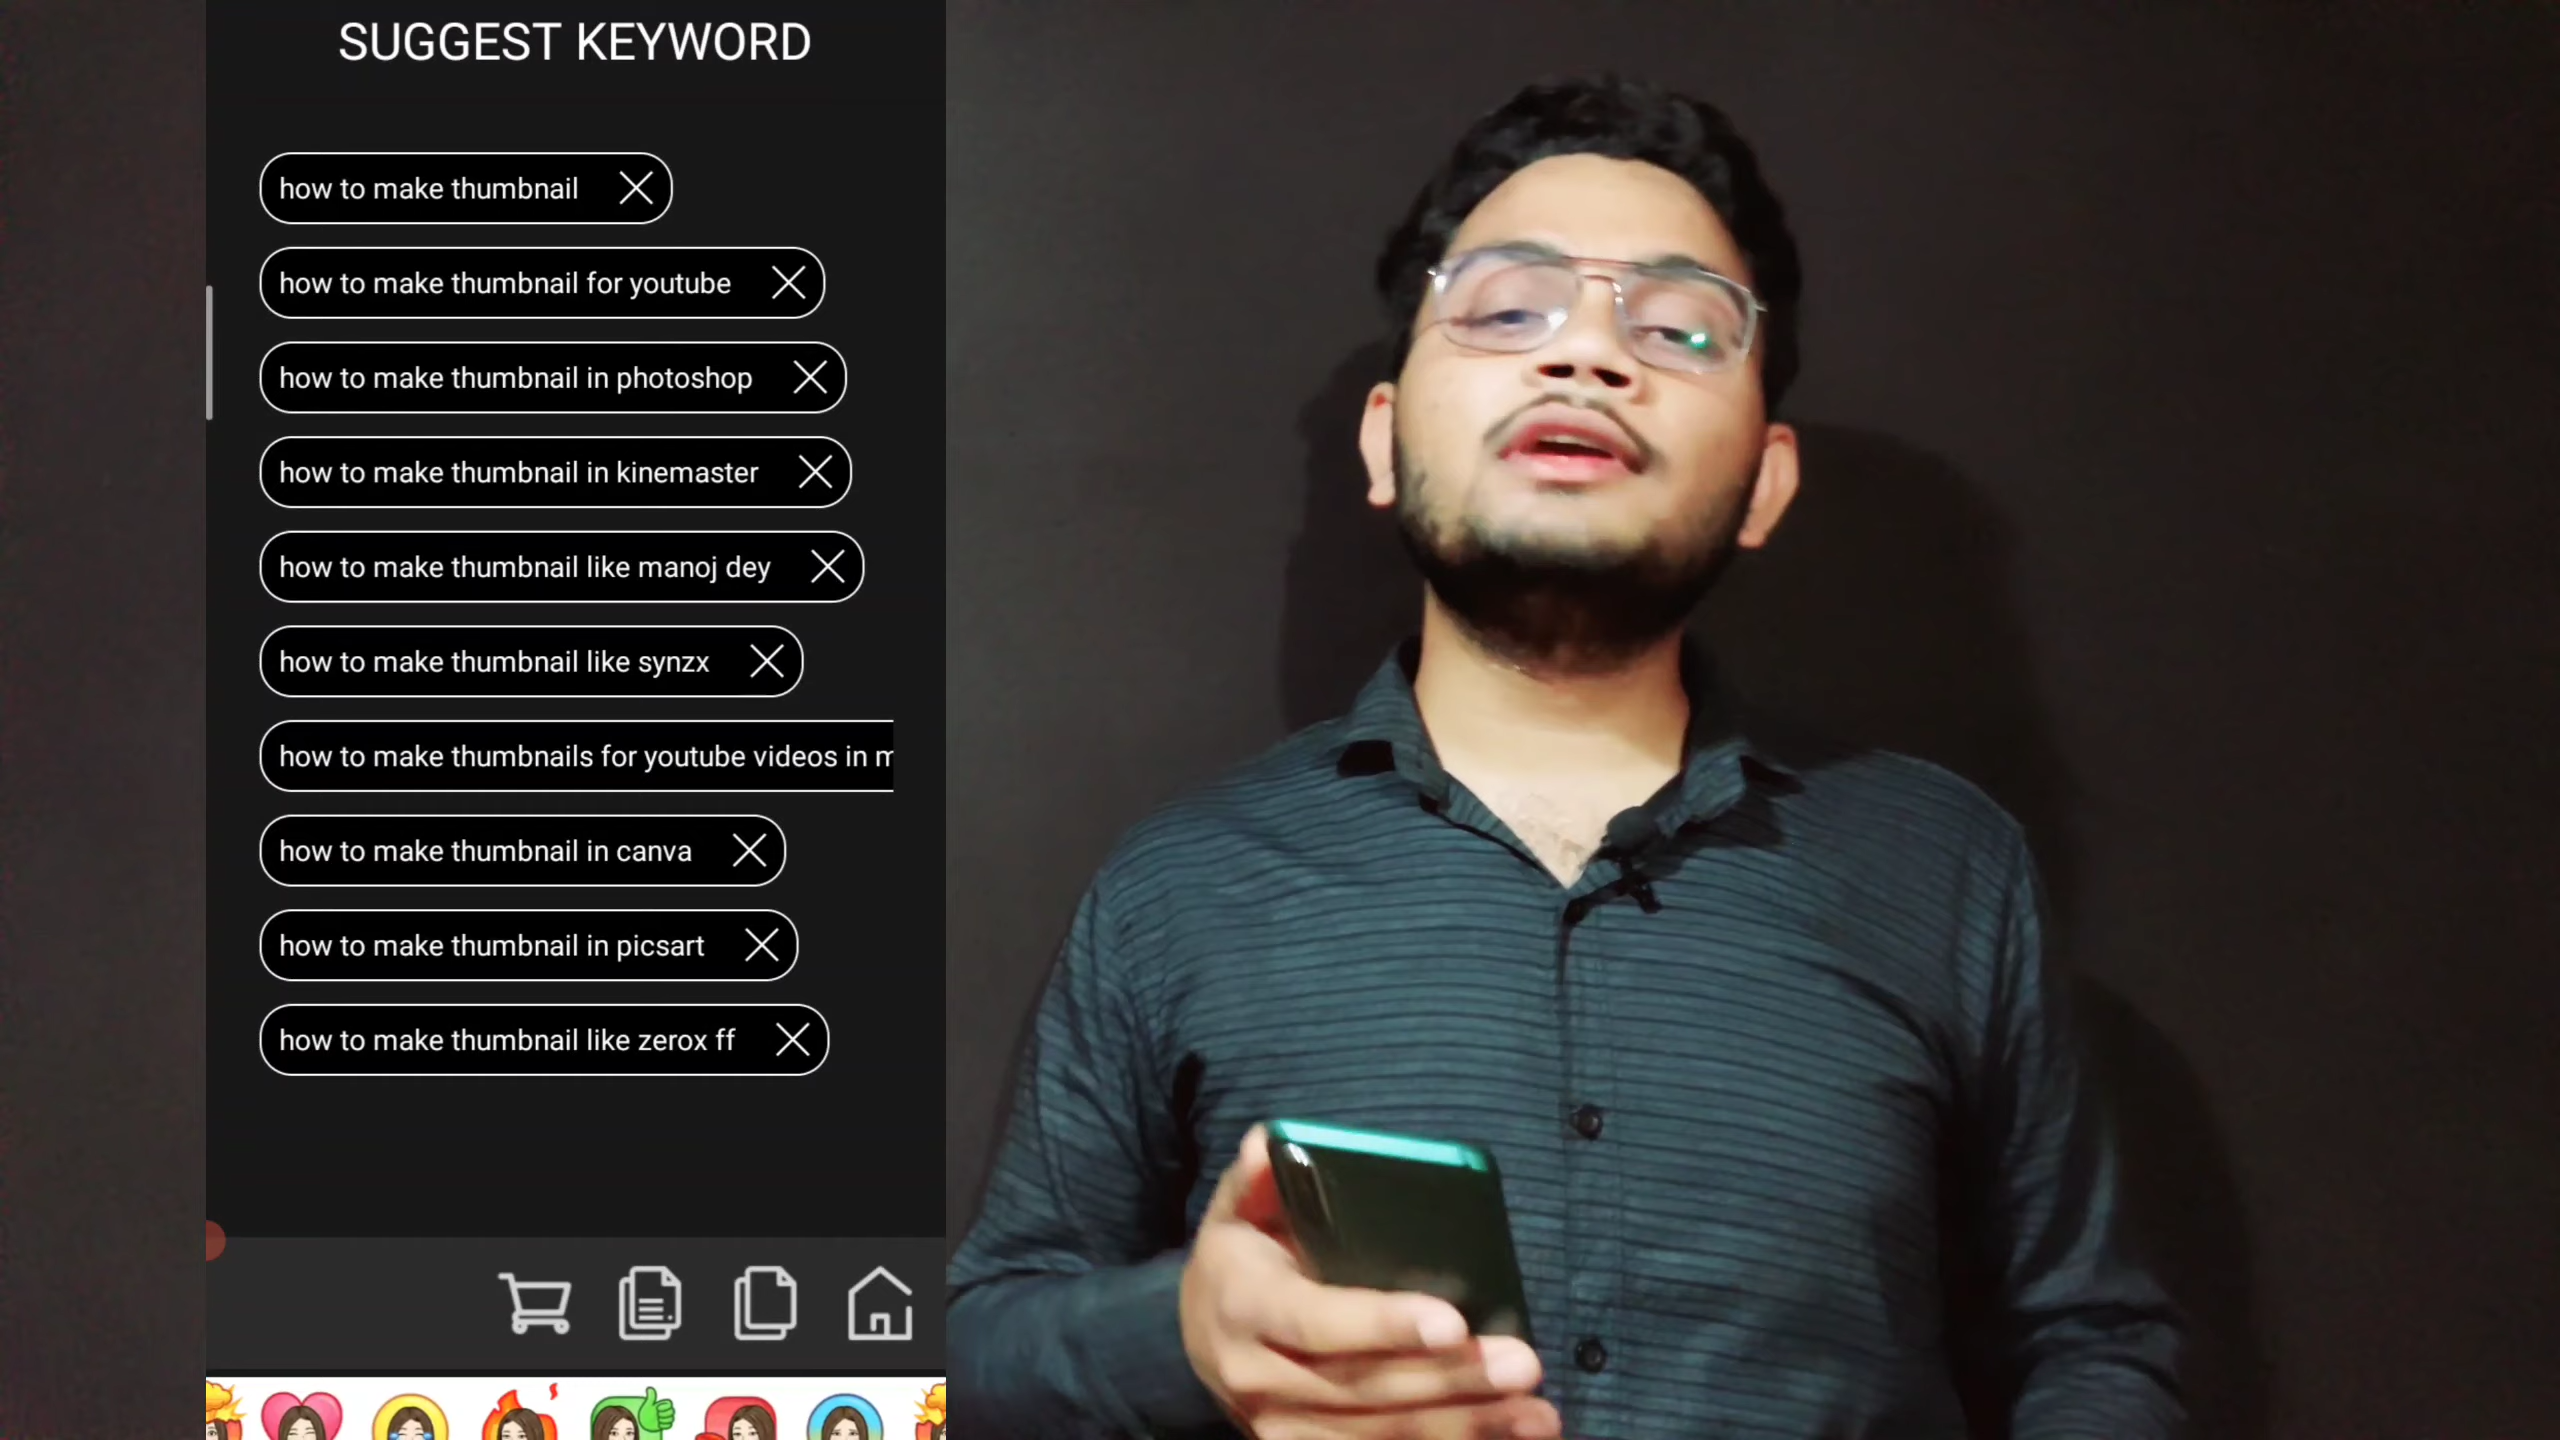 SUGGEST KEYWORD
how to make thumbnail
how to make thumbnail for youtube
how to make thumbnail in photoshop
how to make thumbnail in kinemaster
how to make thumbnail like manoj dey
how to make thumbnail like synzx
how to make thumbnails for youtube videos in
how to make thumbnail in canva
how to make thumbnail in picsart
how to make thumbnail like zerox ff